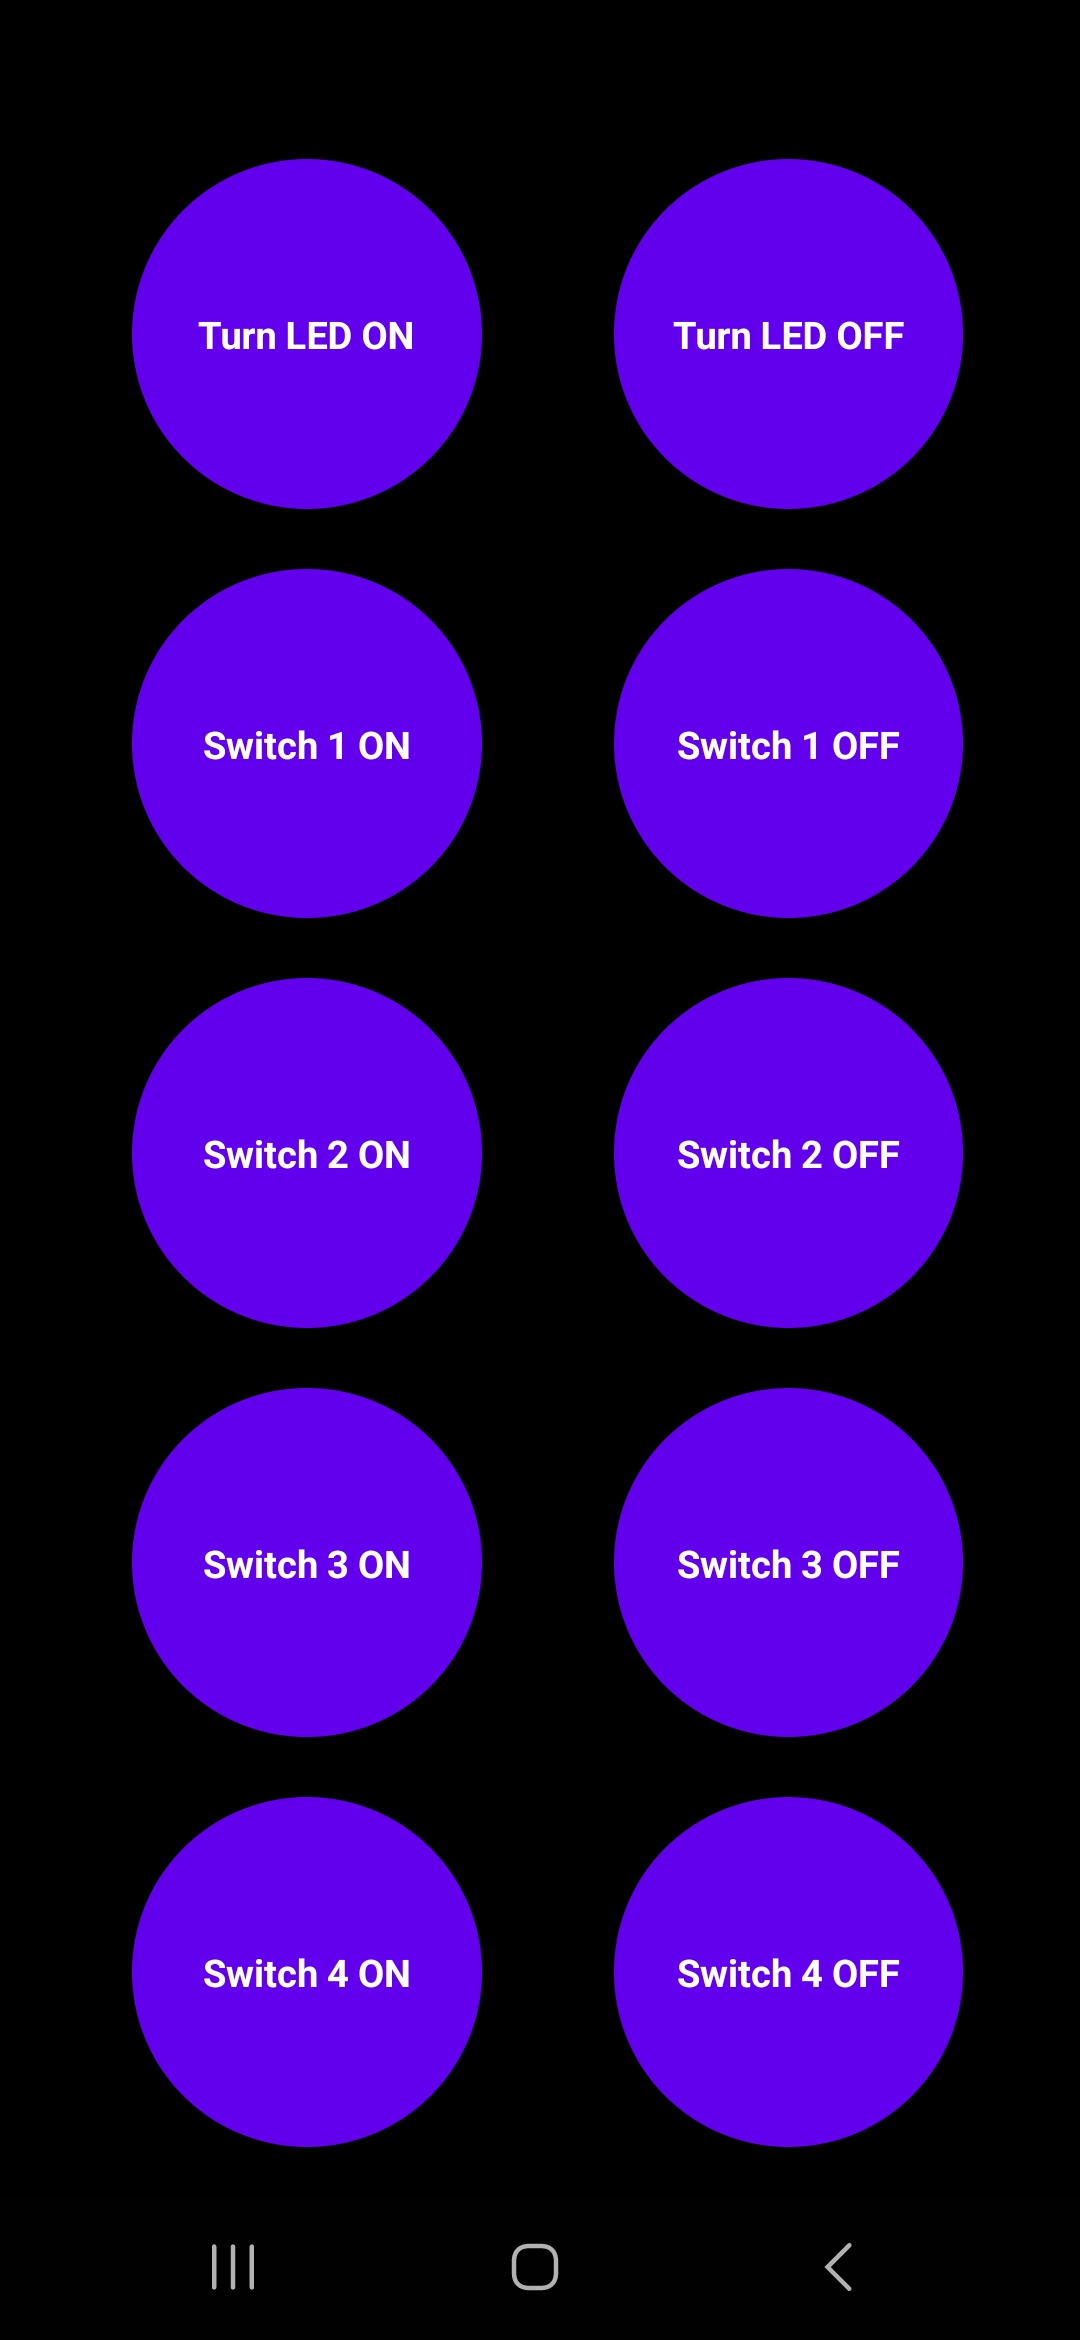 Turn LED ON
Turn LED OFF
Switch 1 ON
Switch 1 OFF
Switch 2 ON
Switch 2 OFF
Switch 3 ON
Switch 3 OFF
Switch 4 ON
Switch 4 OFF